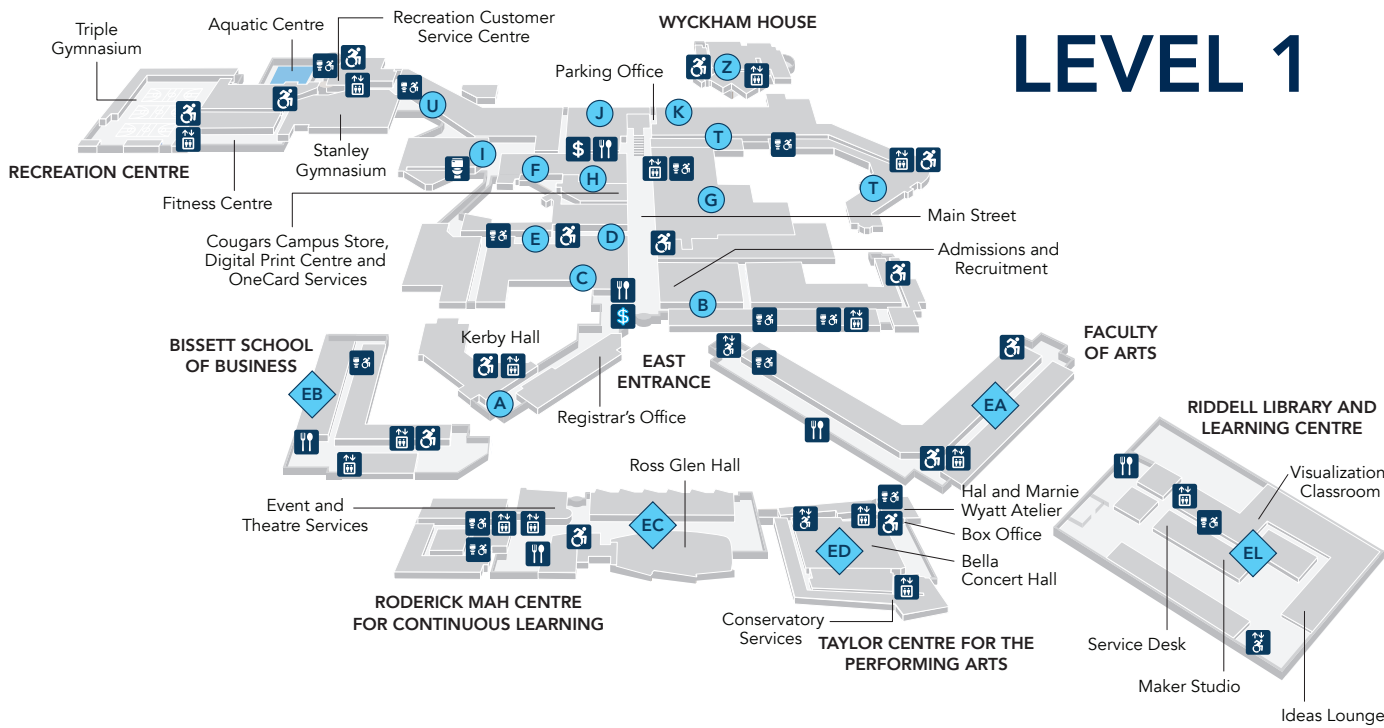 LEVEL 1
WYCKHAM HOUSE
Triple
Gymnasium
Aquatic Centre
Recreation Customer
Service Centre
Parking Office
Z
U
J
K
T
I
F
H
T
G
RECREATION CENTRE
Stanley
Gymnasium
Fitness Centre
$
Main Street
Cougars Campus Store,
Digital Print Centre and
OneCard Services
E
D
Admissions and
Recruitment
C
B
$
BISSETT SCHOOL
OF BUSINESS
Kerby Hall
EAST
ENTRANCE
FACULTY
OF ARTS
EB
A
Registrar's Office
EA
RIDDELL LIBRARY AND
LEARNING CENTRE
Visualization
Classroom
Ross Glen Hall
Event and
Theatre Services
EC
Hal and Marnie
Wyatt Atelier
Box Office
ED
Bella
Concert Hall
EL
RODERICK MAH CENTRE
FOR CONTINUOUS LEARNING
Conservatory
Services
TAYLOR CENTRE FOR THE
PERFORMING ARTS
Service Desk
Maker Studio
Ideas Lounge